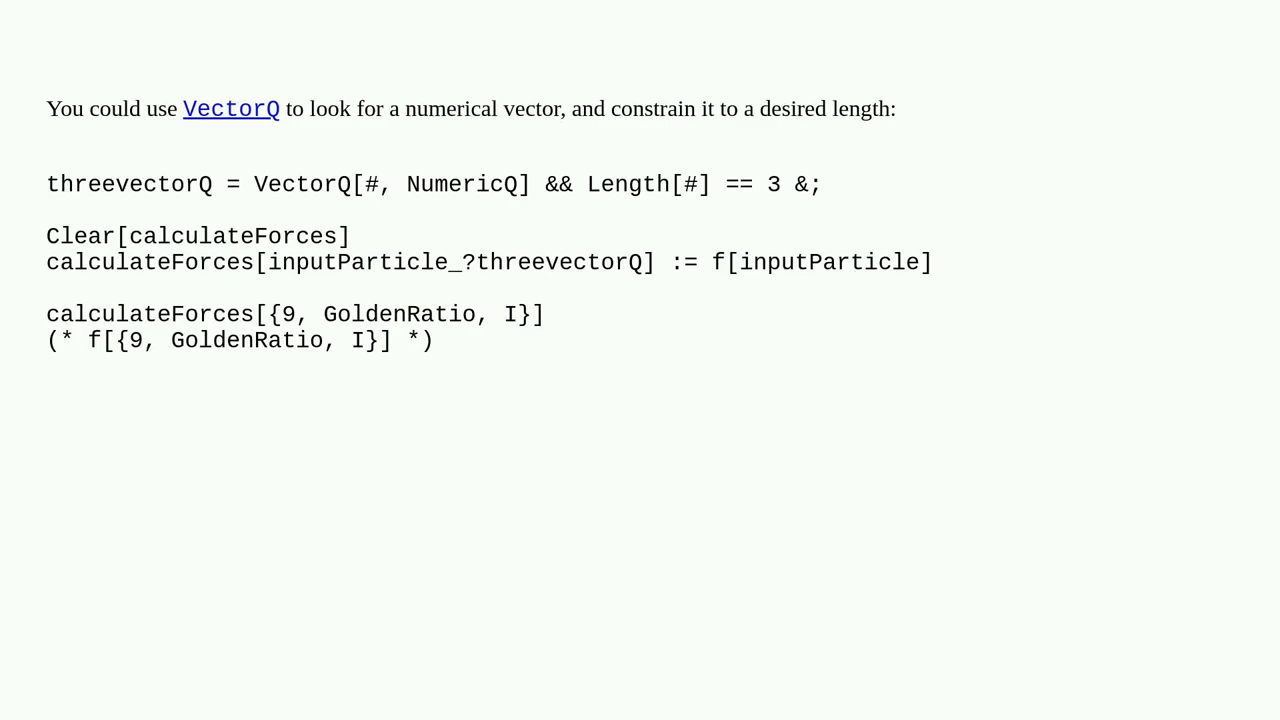 You could use VectorQ to look for a numerical vector, and constrain it to a desired length:
threevectorQ = VectorQ[#, NumericQ] && Length[#] == 3 &;
Clear[calculateForces]
calculateForces[inputParticle_?threevectorQ] := f[inputParticle]
calculateForces[{9, GoldenRatio, I}]
(* f[{9, GoldenRatio, I}] *)